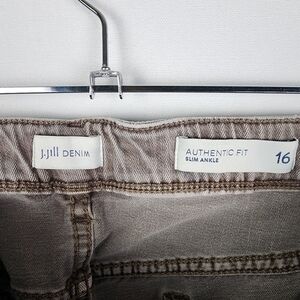 J.Jill DENIM
AUTHENTIC FIT
SLIM ANKLE
16